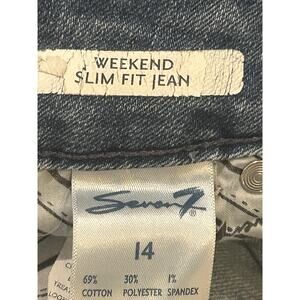 WEEKEND
SLIM FIT JEAN
Seven7®
14
69% 30% 1%
COTTON POLYESTER SPANDEX